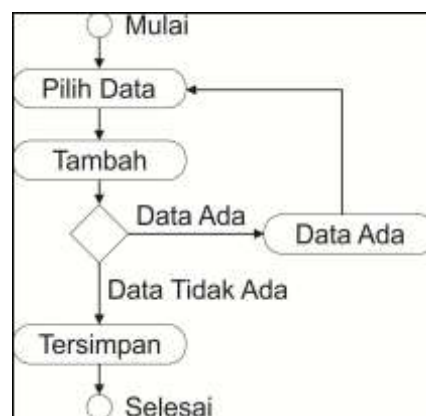 Mulai
Pilih Data
Tambah
Data Ada
Data Ada
Data Tidak Ada
Tersimpan
Selesai